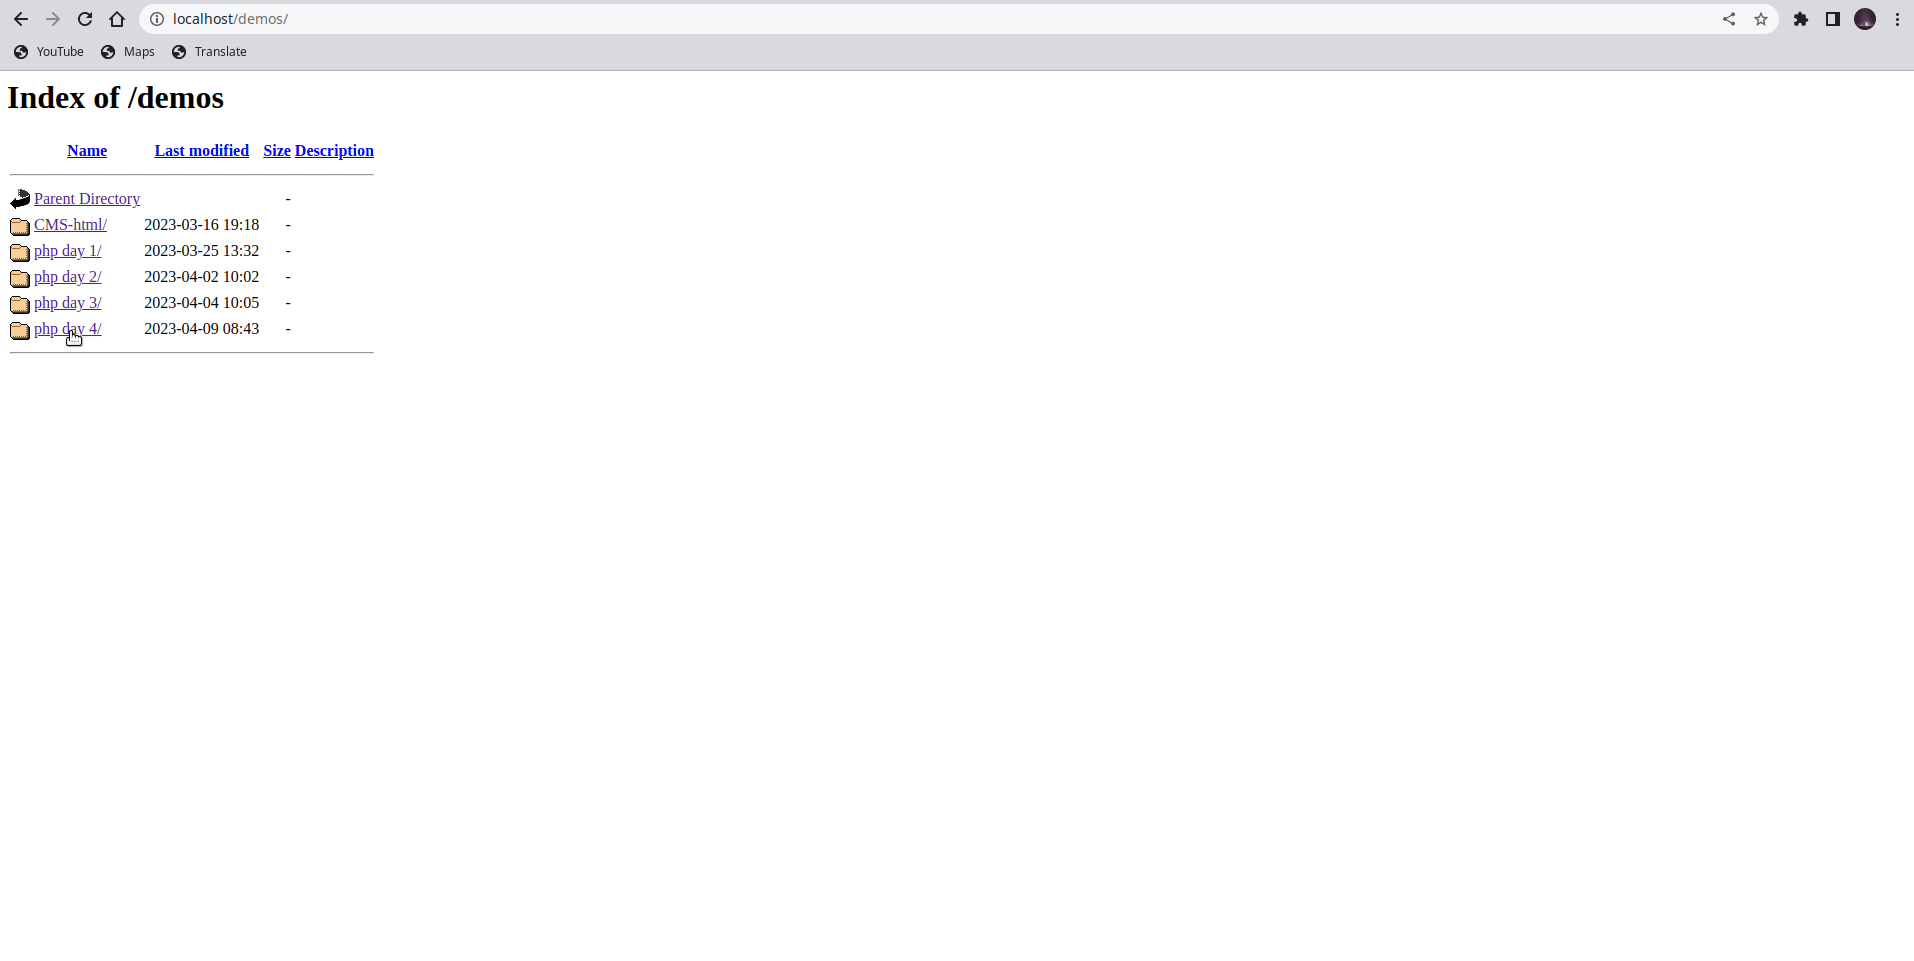 localhost/demos/
YouTube Maps Translate
Index of /demos
Name Last modified Size Description
Parent Directory -
CMS-html/ 2023-03-16 19:18 -
php day 1/ 2023-03-25 13:32 -
php day 2/ 2023-04-02 10:02 -
php day 3/ 2023-04-04 10:05 -
php day 4/ 2023-04-09 08:43 -